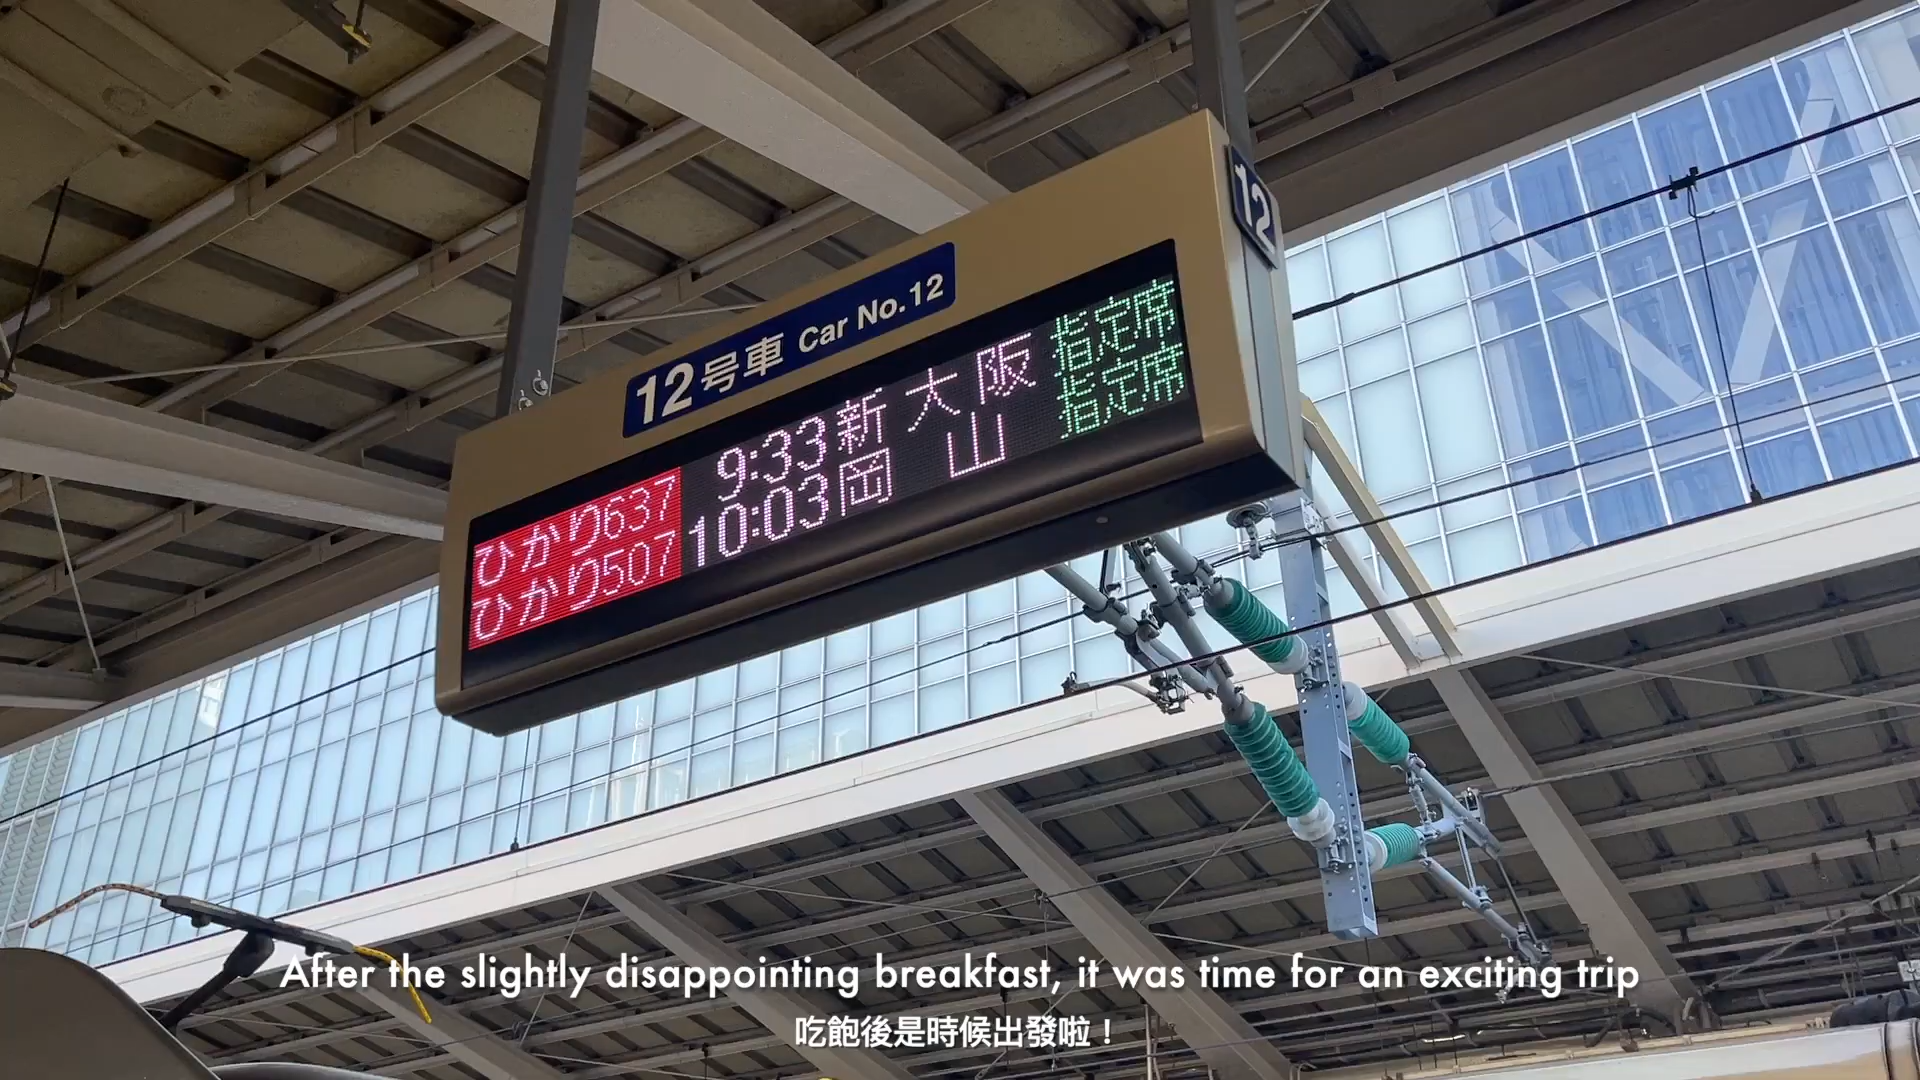 12
12号車 Car No.12
ひかり637 9:33 新大阪 指定席
ひかり507 10:03 岡山 指定席
After the slightly disappointing breakfast, it was time for an exciting trip
吃飽後是時候出發啦！